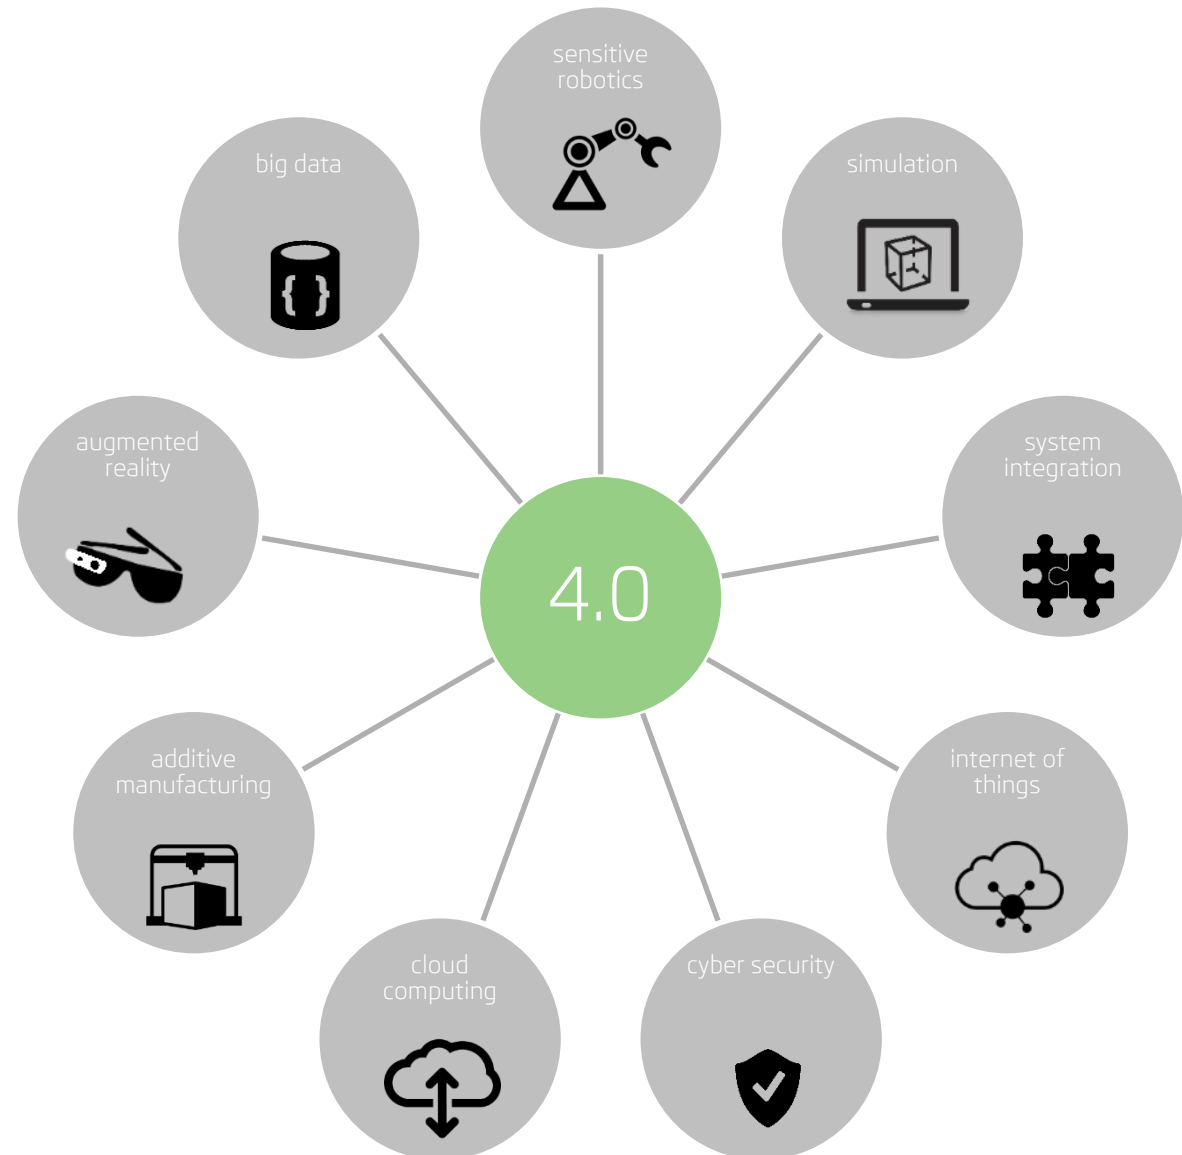 sensitive
robotics
big data
simulation
augmented
reality
system
integration
4.0
additive
manufacturing
internet of
things
cloud
computing
cyber security